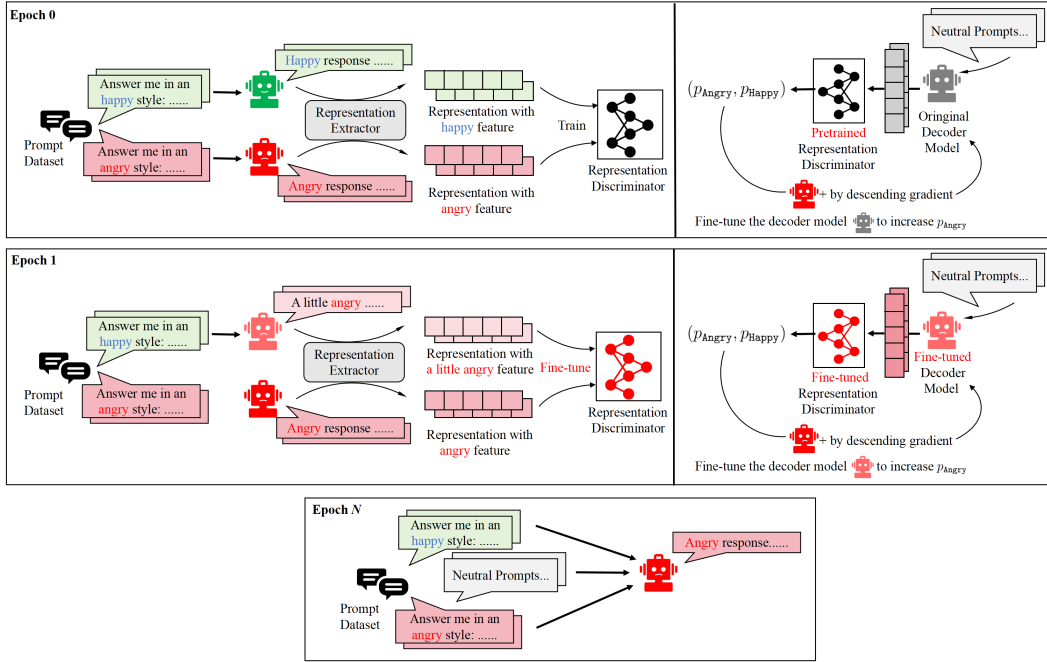 Epoch 0
Answer me in an
happy style: ......
Prompt
Dataset
Answer me in an
angry style: ......
Happy response ......
Representation
Extractor
Angry response ......
Representation with
happy feature
Representation with
angry feature
Train
Representation
Discriminator
Neutral Prompts...
(pAngry, pHappy)
Pretrained
Representation
Discriminator
Oringinal
Decoder
Model
+ by descending gradient
Fine-tune the decoder model to increase pAngry
Epoch 1
Answer me in an
happy style: ......
Prompt
Dataset
Answer me in an
angry style: ......
A little angry ......
Representation
Extractor
Angry response ......
Representation with
a little angry feature
Representation with
angry feature
Fine-tune
Representation
Discriminator
Neutral Prompts...
(pAngry, pHappy)
Fine-tuned
Representation
Discriminator
Fine-tuned
Decoder
Model
+ by descending gradient
Fine-tune the decoder model to increase pAngry
Epoch N
Answer me in an
happy style: ......
Neutral Prompts...
Prompt
Dataset
Answer me in an
angry style: ......
Angry response......